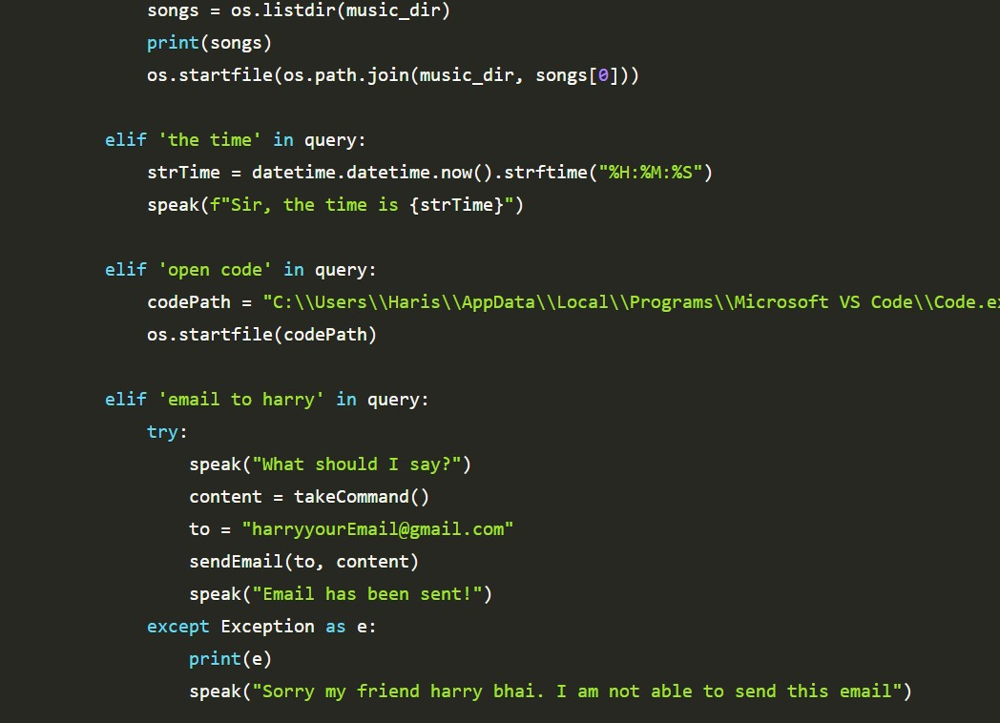 songs = os.listdir(music_dir)
print(songs)
os.startfile(os.path.join(music_dir, songs[0]))
elif 'the time' in query:
strTime = datetime.datetime.now().strftime("%H:%M:%S")
speak(f"Sir, the time is {strTime}")
elif 'open code' in query:
codePath = "C:\\Users\\Haris\\AppData\\Local\\Programs\\Microsoft VS Code\\Code.ex
os.startfile(codePath)
elif 'email to harry' in query:
try:
speak("What should I say?")
content = takeCommand()
to = "harryyourEmail@gmail.com"
sendEmail(to, content)
speak("Email has been sent!")
except Exception as e:
print(e)
speak("Sorry my friend harry bhai. I am not able to send this email")